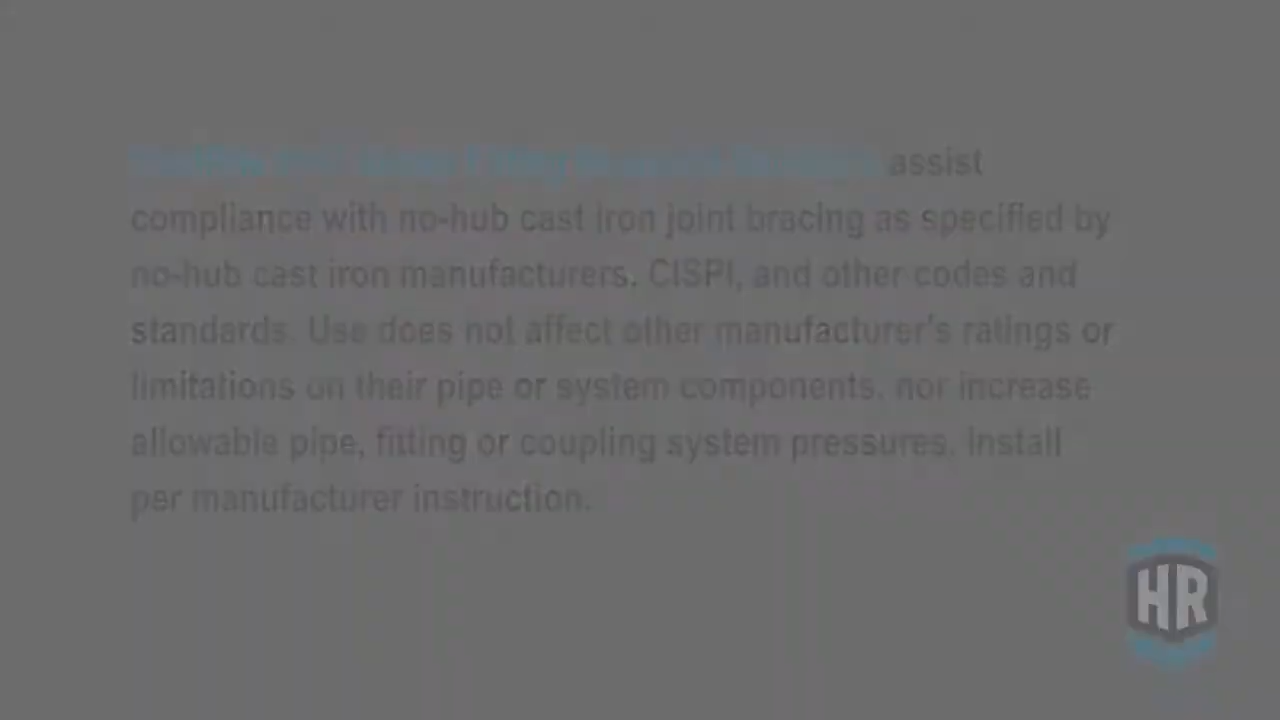 assist
compliance with no-hub cast iron joint bracing as specified by
no-hub cast iron manufacturers. CISPI, and other codes and
standards. Use does not affect other manufacturer's ratings or
limitations on their pipe or system components, nor increase
allowable pipe, fitting or coupling system pressures. Install
per manufacturer instruction.
HR